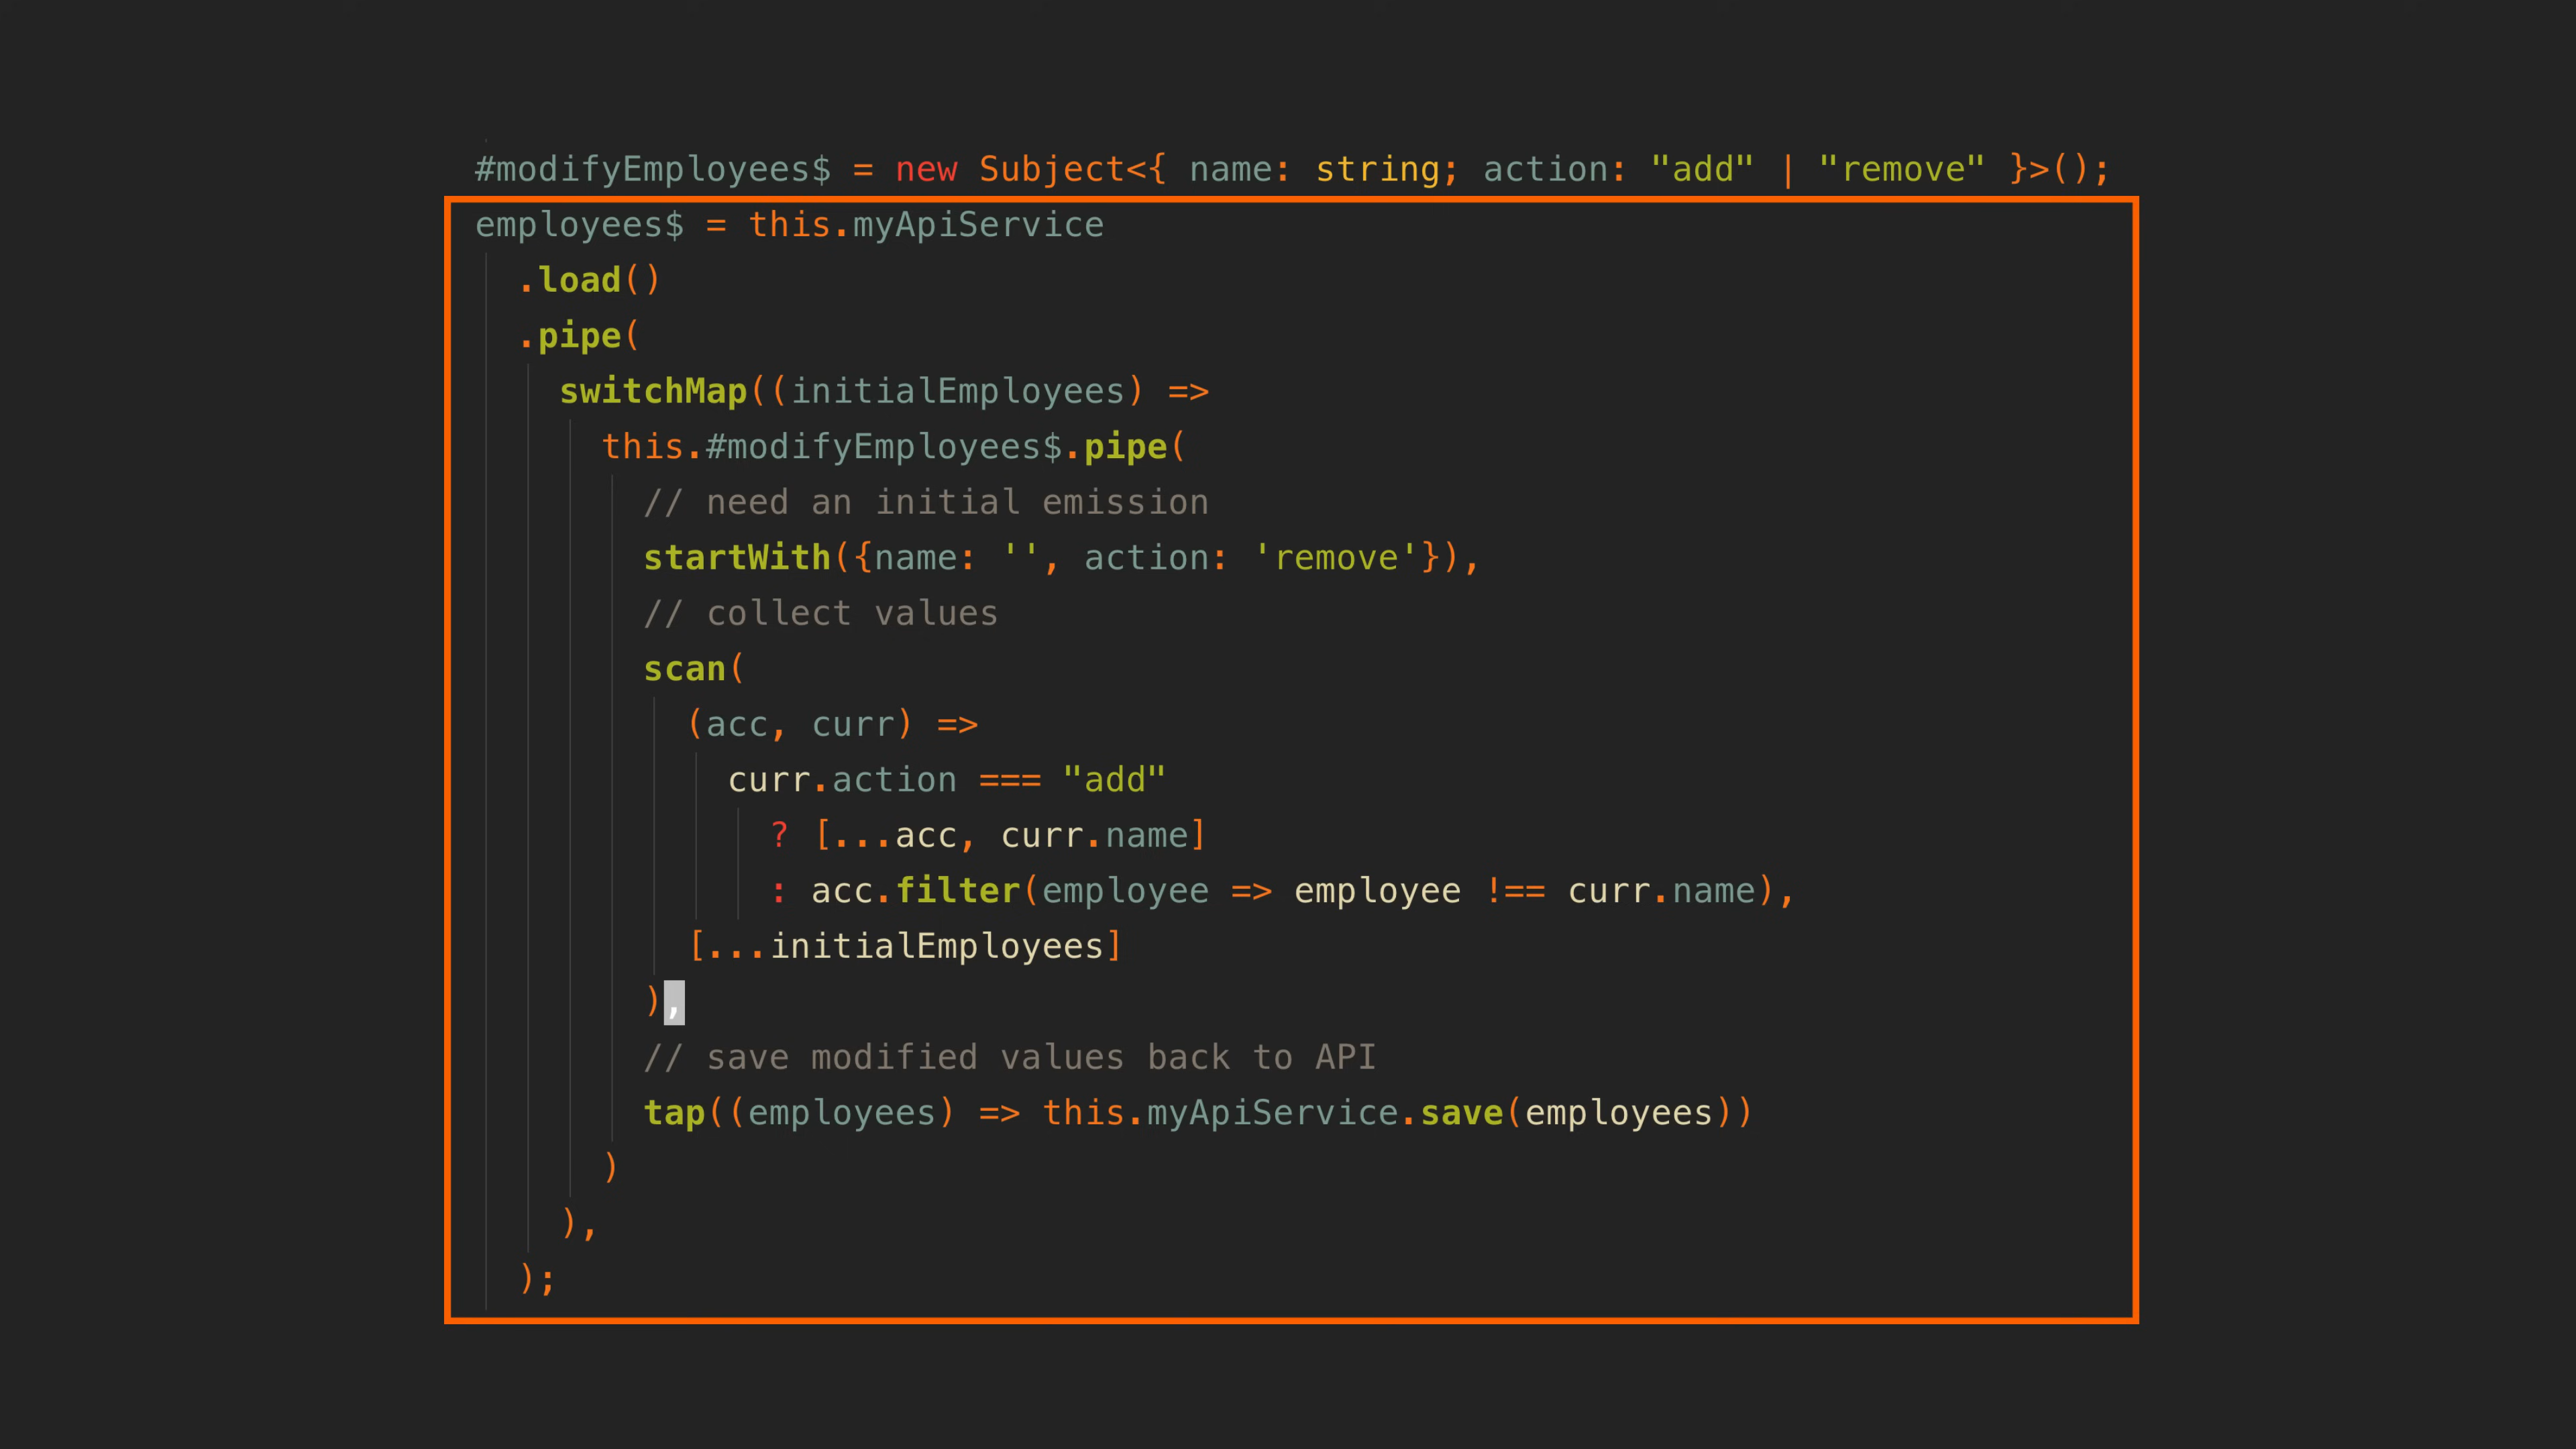 #modifyEmployees$ = new Subject<{ name: string; action: "add" | "remove" }>();
employees$ = this.myApiService
.load()
.pipe(
switchMap((initialEmployees) =>
this.#modifyEmployees$.pipe(
// need an initial emission
startWith({name: '', action: 'remove'}),
// collect values
scan(
(acc, curr) =>
curr.action === "add"
? [...acc, curr.name]
: acc.filter(employee => employee !== curr.name),
[...initialEmployees]
),
// save modified values back to API
tap((employees) => this.myApiService.save(employees))
)
),
);